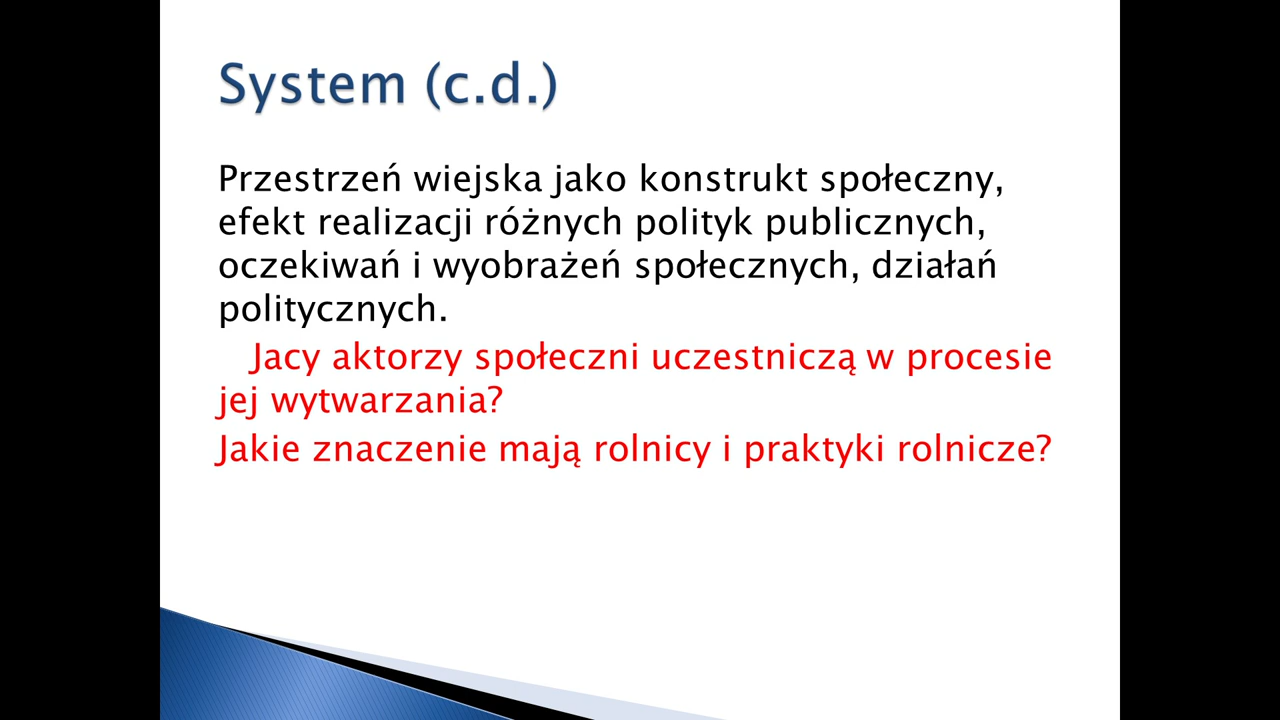 System (c.d.)
Przestrzeń wiejska jako konstrukt społeczny,
efekt realizacji różnych polityk publicznych,
oczekiwań i wyobrażeń społecznych, działań
politycznych.
Jacy aktorzy społeczni uczestniczą w procesie
jej wytwarzania?
Jakie znaczenie mają rolnicy i praktyki rolnicze?